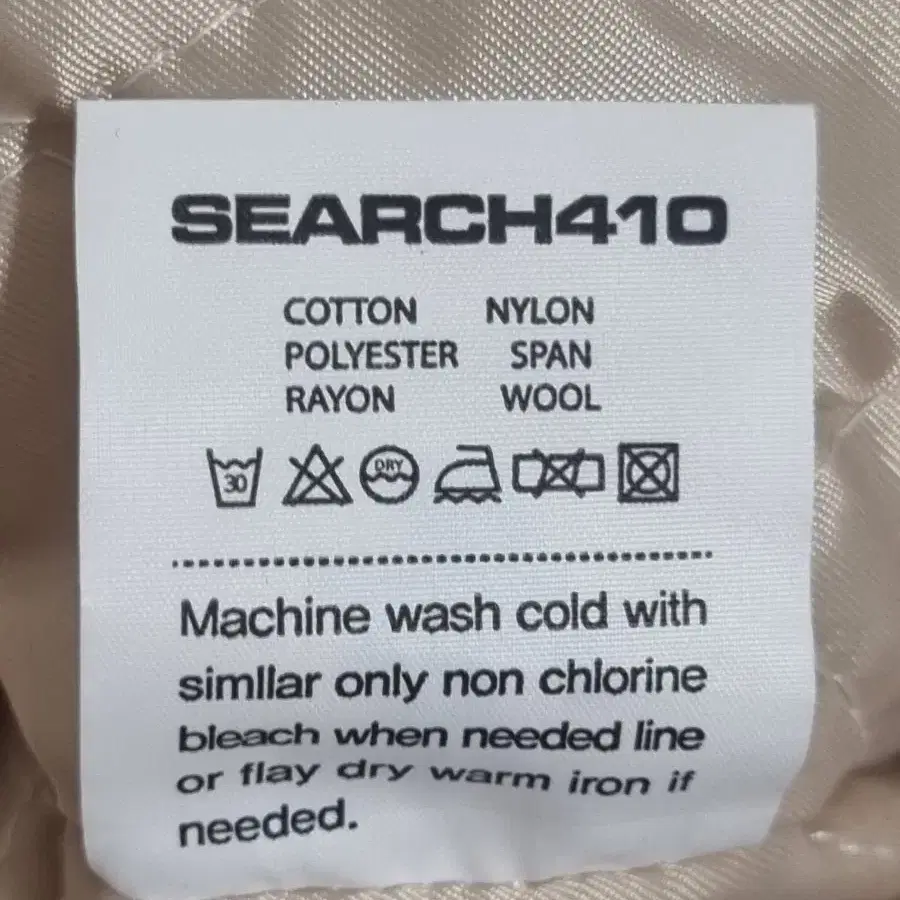 SEARCH410
COTTON NYLON
POLYESTER SPAN
RAYON WOOL
30 DRY
Machine wash cold with
simllar only non chlorine
bleach when needed line
or flay dry warm iron if
needed.